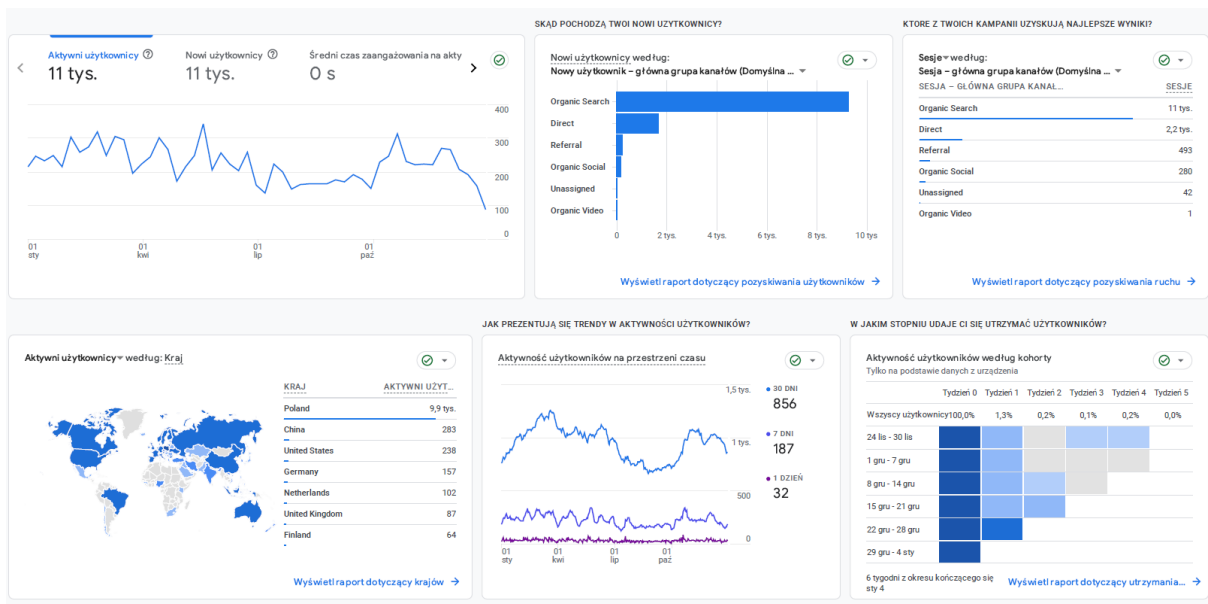 SKĄD POCHODZĄ TWOI NOWI UŻYTKOWNICY?
KTÓRE Z TWOICH KAMPANII UZYSKUJĄ NAJLEPSZE WYNIKI?
Aktywni użytkownicy
11 tys.
Nowi użytkownicy
11 tys.
Średni czas zaangażowania na akty
0 s
400
300
200
100
0
01 sty
01 kwi
01 lip
01 paź
Nowi użytkownicy według:
Nowy użytkownik – główna grupa kanałów (Domyślna ...
Organic Search
Direct
Referral
Organic Social
Unassigned
Organic Video
0
2 tys.
4 tys.
6 tys.
8 tys.
10 tys
Wyświetl raport dotyczący pozyskiwania użytkowników
Sesje według:
Sesja – główna grupa kanałów (Domyślna ...
SESJA – GŁÓWNA GRUPA KANAŁ... SESJE
Organic Search 11 tys.
Direct 2,2 tys.
Referral 493
Organic Social 280
Unassigned 42
Organic Video 1
Wyświetl raport dotyczący pozyskiwania ruchu
JAK PREZENTUJĄ SIĘ TRENDY W AKTYWNOŚCI UŻYTKOWNIKÓW?
W JAKIM STOPNIU UDAJE CI SIĘ UTRZYMAĆ UŻYTKOWNIKÓW?
Aktywni użytkownicy według: Kraj
KRAJ AKTYWNI UŻYT...
Poland 9,9 tys.
China 283
United States 238
Germany 157
Netherlands 102
United Kingdom 87
Finland 64
Wyświetl raport dotyczący krajów
Aktywność użytkowników na przestrzeni czasu
1,5 tys.
1 tys.
500
0
01 sty
01 kwi
01 lip
01 paź
30 DNI
856
7 DNI
187
1 DZIEŃ
32
Aktywność użytkowników według kohorty
Tylko na podstawie danych z urządzenia
Tydzień 0 Tydzień 1 Tydzień 2 Tydzień 3 Tydzień 4 Tydzień 5
Wszyscy użytkownicy 100,0% 1,3% 0,2% 0,1% 0,2% 0,0%
24 lis - 30 lis
1 gru - 7 gru
8 gru - 14 gru
15 gru - 21 gru
22 gru - 28 gru
29 gru - 4 sty
6 tygodni z okresu kończącego się
sty 4
Wyświetl raport dotyczący utrzymania...